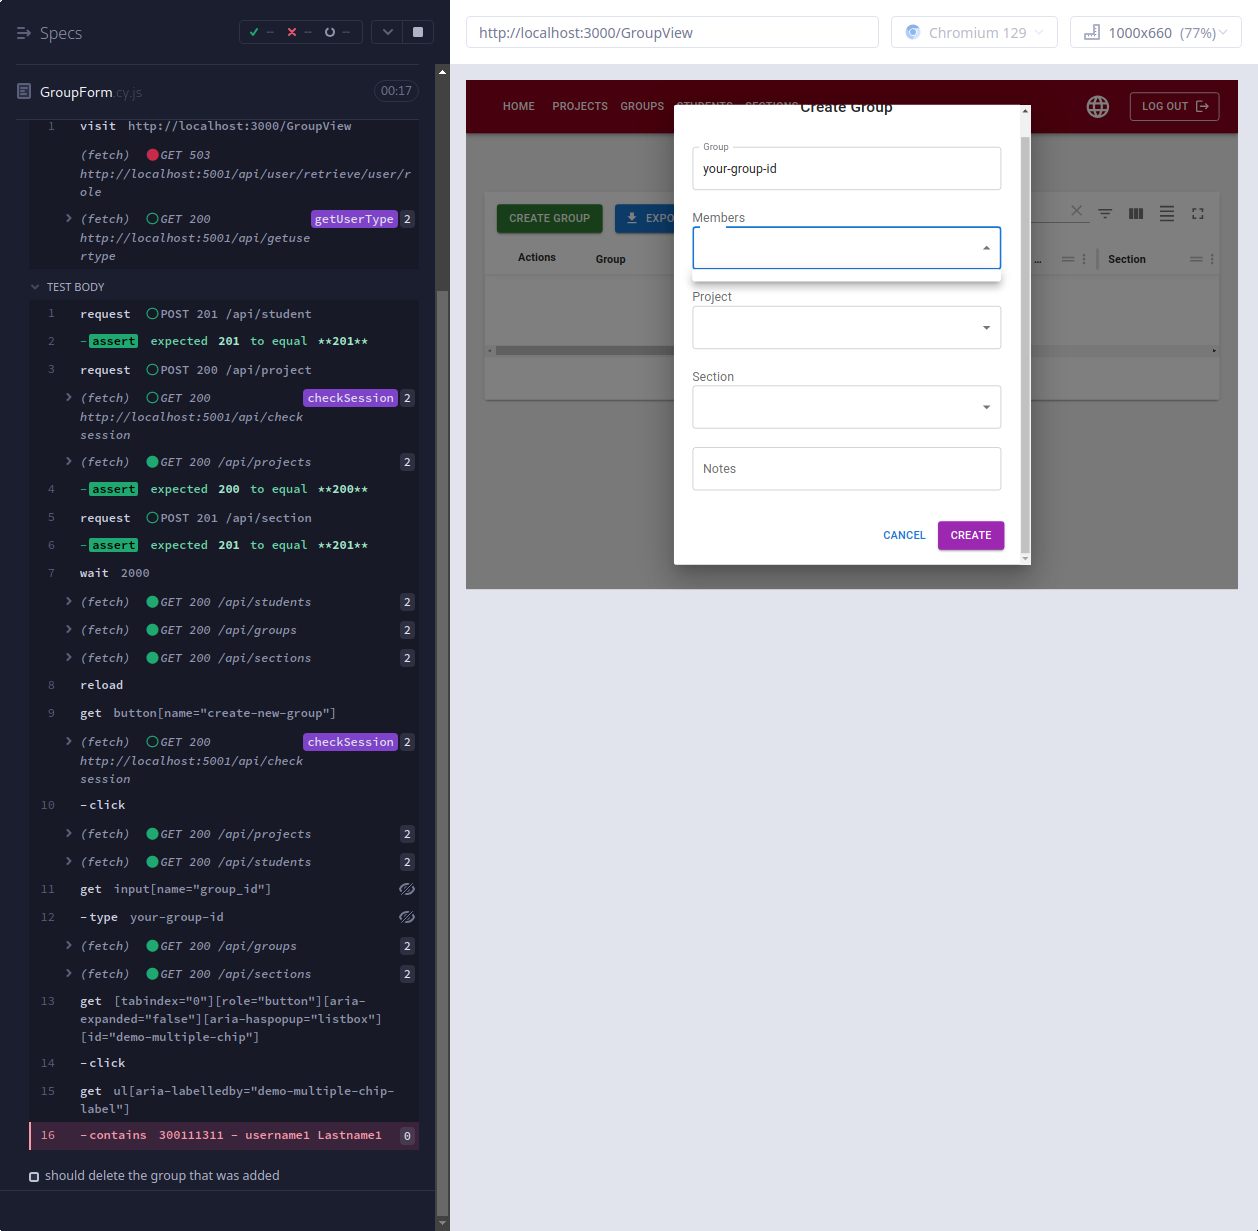 Specs
-- -- --
GroupForm.cy.js
00:17
1 visit http://localhost:3000/GroupView
(fetch) GET 503
http://localhost:5001/api/user/retrieve/user/r
ole
(fetch) GET 200 getUserType 2
http://localhost:5001/api/getuse
rtype
TEST BODY
1 request POST 201 /api/student
2 -assert expected 201 to equal **201**
3 request POST 200 /api/project
(fetch) GET 200 checkSession 2
http://localhost:5001/api/check
session
(fetch) GET 200 /api/projects 2
4 -assert expected 200 to equal **200**
5 request POST 201 /api/section
6 -assert expected 201 to equal **201**
7 wait 2000
(fetch) GET 200 /api/students 2
(fetch) GET 200 /api/groups 2
(fetch) GET 200 /api/sections 2
8 reload
9 get button[name="create-new-group"]
(fetch) GET 200 checkSession 2
http://localhost:5001/api/check
session
10 -click
(fetch) GET 200 /api/projects 2
(fetch) GET 200 /api/students 2
11 get input[name="group_id"]
12 -type your-group-id
(fetch) GET 200 /api/groups 2
(fetch) GET 200 /api/sections 2
13 get [tabindex="0"][role="button"][aria-
expanded="false"][aria-haspopup="listbox"]
[id="demo-multiple-chip"]
14 -click
15 get ul[aria-labelledby="demo-multiple-chip-
label"]
16 -contains 300111311 - username1 Lastname1 0
should delete the group that was added
http://localhost:3000/GroupView
Chromium 129
1000x660 (77%)
HOME PROJECTS GROUPS STUDENTS SECTIONS
LOG OUT
CREATE GROUP
EXPO
Actions
Group
...
Section
Create Group
Group
your-group-id
Members
Project
Section
Notes
CANCEL
CREATE